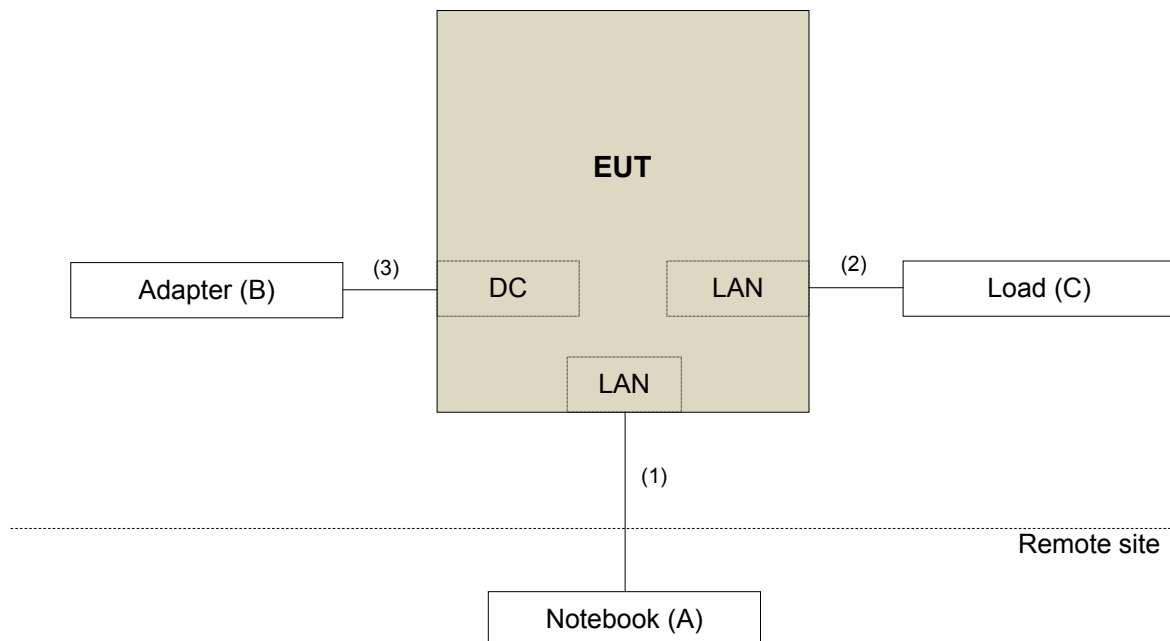 EUT
(3)
(2)
Adapter (B)
DC
LAN
Load (C)
LAN
(1)
Remote site
Notebook (A)